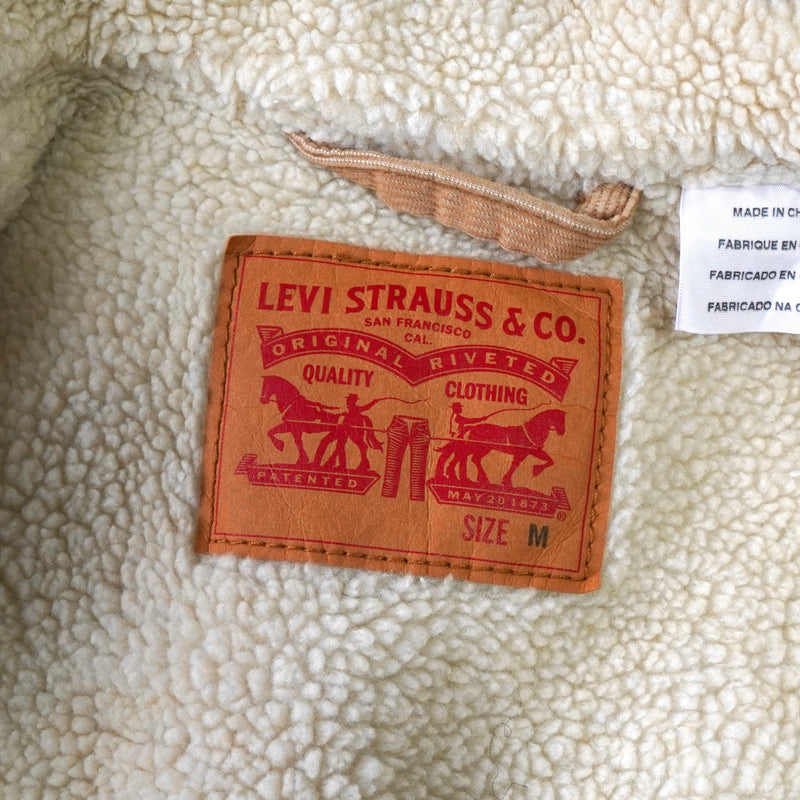 LEVI STRAUSS & CO.
SAN FRANCISCO
CAL.
ORIGINAL RIVETED
QUALITY CLOTHING
PATENTED MAY 20 1873 ®
SIZE M
MADE IN CH
FABRIQUE EN
FABRICADO EN
FABRICADO NA